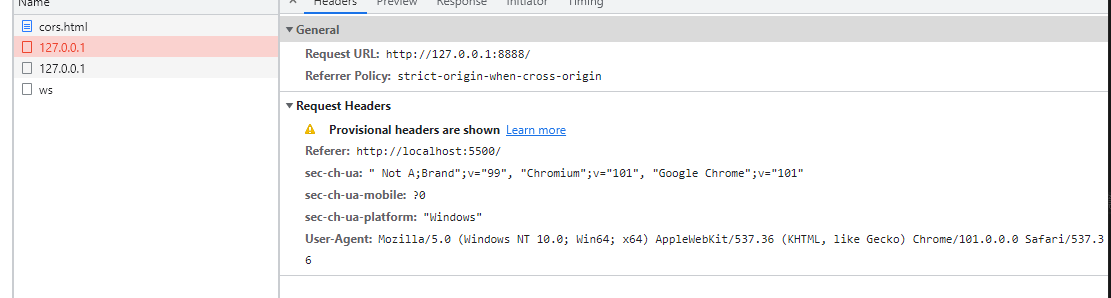 Name
cors.html
127.0.0.1
127.0.0.1
ws
Headers Preview Response Initiator Timing
General
Request URL: http://127.0.0.1:8888/
Referrer Policy: strict-origin-when-cross-origin
Request Headers
Provisional headers are shown Learn more
Referer: http://localhost:5500/
sec-ch-ua: " Not A;Brand";v="99", "Chromium";v="101", "Google Chrome";v="101"
sec-ch-ua-mobile: ?0
sec-ch-ua-platform: "Windows"
User-Agent: Mozilla/5.0 (Windows NT 10.0; Win64; x64) AppleWebKit/537.36 (KHTML, like Gecko) Chrome/101.0.0.0 Safari/537.3
6